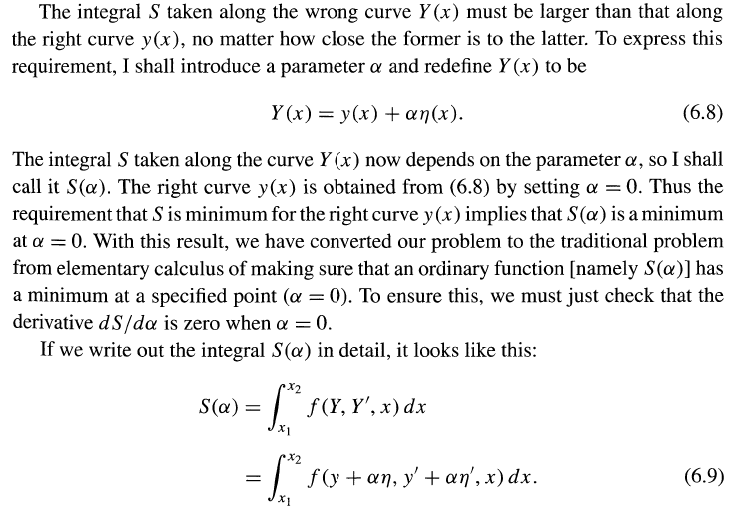 The integral S taken along the wrong curve Y(x) must be larger than that along
the right curve y(x), no matter how close the former is to the latter. To express this
requirement, I shall introduce a parameter α and redefine Y(x) to be
Y(x) = y(x) + αη(x). (6.8)
The integral S taken along the curve Y(x) now depends on the parameter α, so I shall
call it S(α). The right curve y(x) is obtained from (6.8) by setting α = 0. Thus the
requirement that S is minimum for the right curve y(x) implies that S(α) is a minimum
at α = 0. With this result, we have converted our problem to the traditional problem
from elementary calculus of making sure that an ordinary function [namely S(α)] has
a minimum at a specified point (α = 0). To ensure this, we must just check that the
derivative dS/dα is zero when α = 0.
If we write out the integral S(α) in detail, it looks like this:
S(α) = ∫_{x₁}^{x₂} f(Y, Y′, x) dx
= ∫_{x₁}^{x₂} f(y + αη, y′ + αη′, x) dx. (6.9)